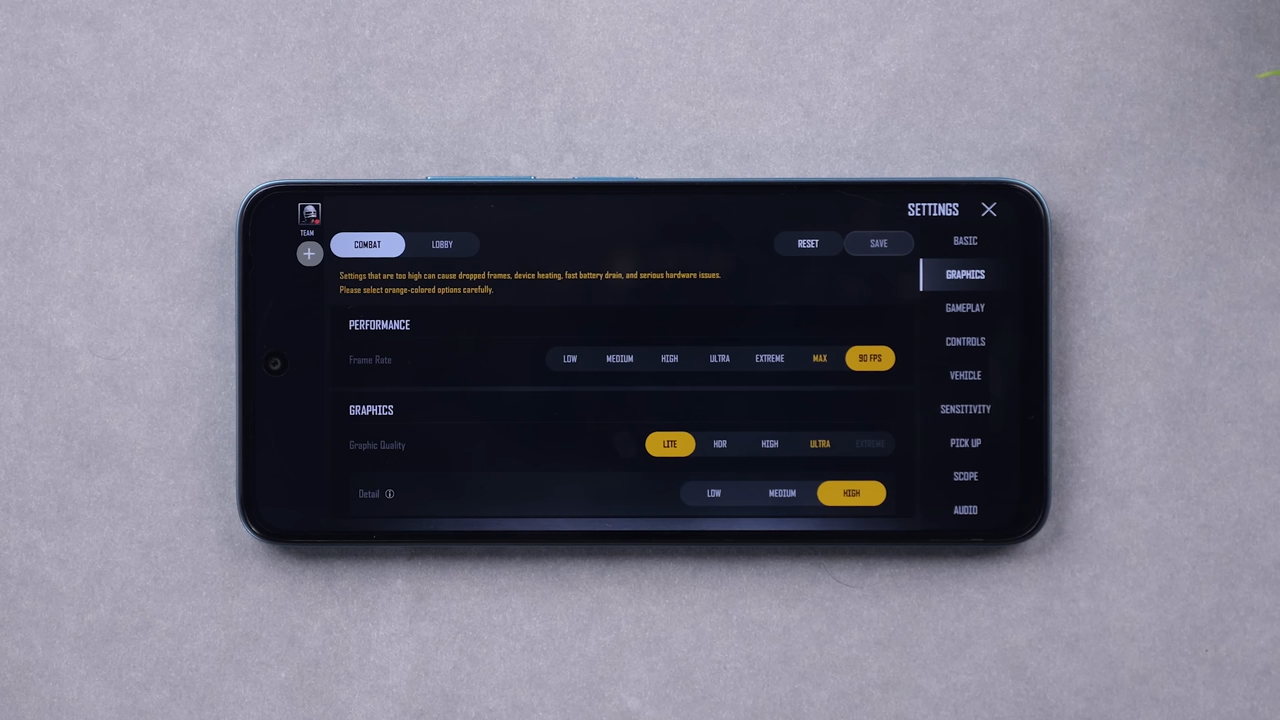 SETTINGS
TEAM
COMBAT LOBBY RESET SAVE
Settings that are too high can cause dropped frames, device heating, fast battery drain, and serious hardware issues.
Please select orange-colored options carefully.
PERFORMANCE
Frame Rate LOW MEDIUM HIGH ULTRA EXTREME MAX 90 FPS
GRAPHICS
Graphic Quality LITE HDR HIGH ULTRA EXTREME
Detail LOW MEDIUM HIGH
BASIC
GRAPHICS
GAMEPLAY
CONTROLS
VEHICLE
SENSITIVITY
PICK UP
SCOPE
AUDIO